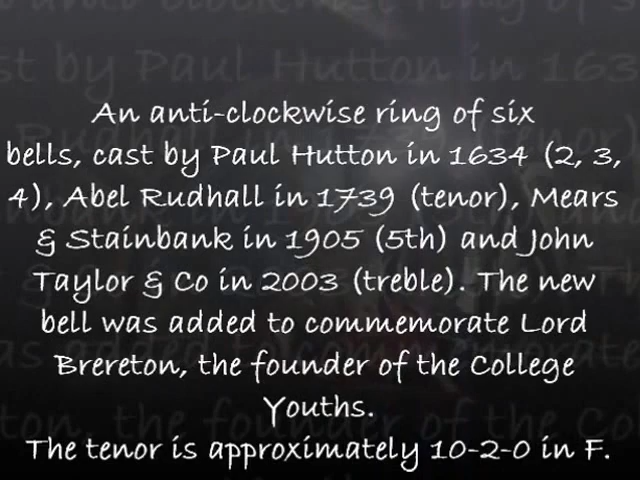 An anti-clockwise ring of six
bells, cast by Paul Hutton in 1634 (2, 3,
4), Abel Rudhall in 1739 (tenor), Mears
& Stainbank in 1905 (5th) and John
Taylor & Co in 2003 (treble). The new
bell was added to commemorate Lord
Brereton, the founder of the College
Youths.
The tenor is approximately 10-2-0 in F.